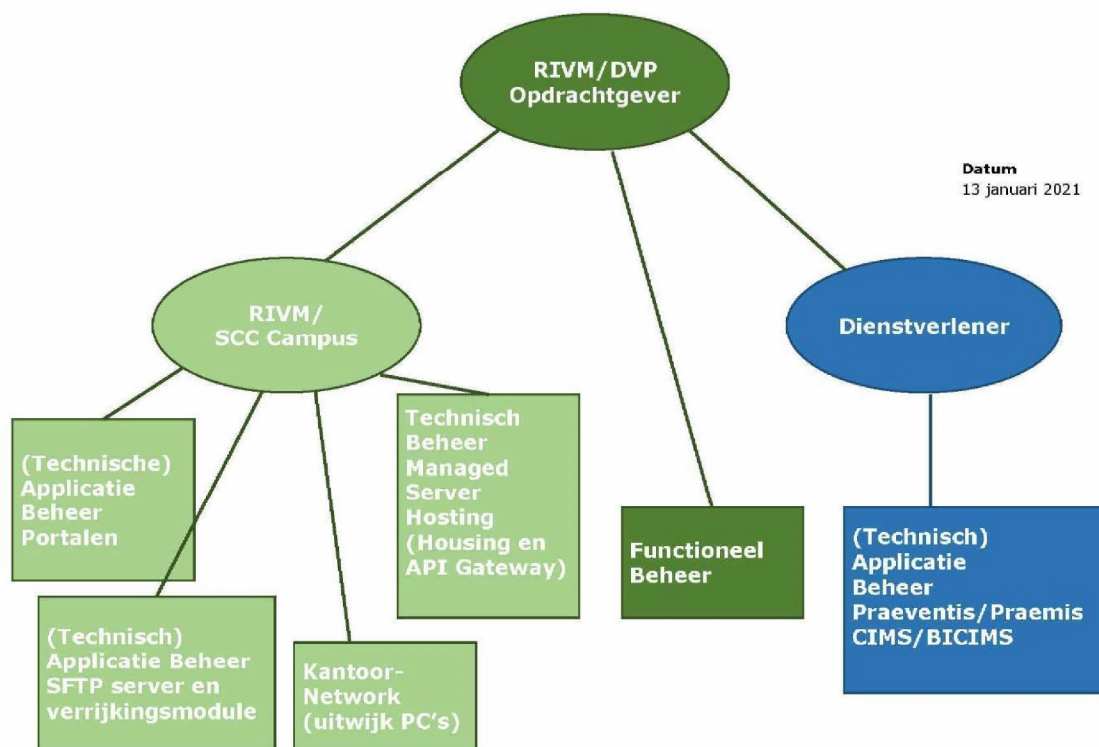 RIVM/DVP
Opdrachtgever
Datum
13 januari 2021
RIVM/
SCC Campus
Dienstverlener
(Technische)
Applicatie
Beheer
Portalen
Technisch
Beheer
Managed
Server
Hosting
(Housing en
API Gateway)
Functioneel
Beheer
(Technisch)
Applicatie
Beheer
Praeventis/Praemis
CIMS/BICIMS
(Technisch)
Applicatie Beheer
SFTP server en
verrijkingsmodule
Kantoor-
Network
(uitwijk PC's)